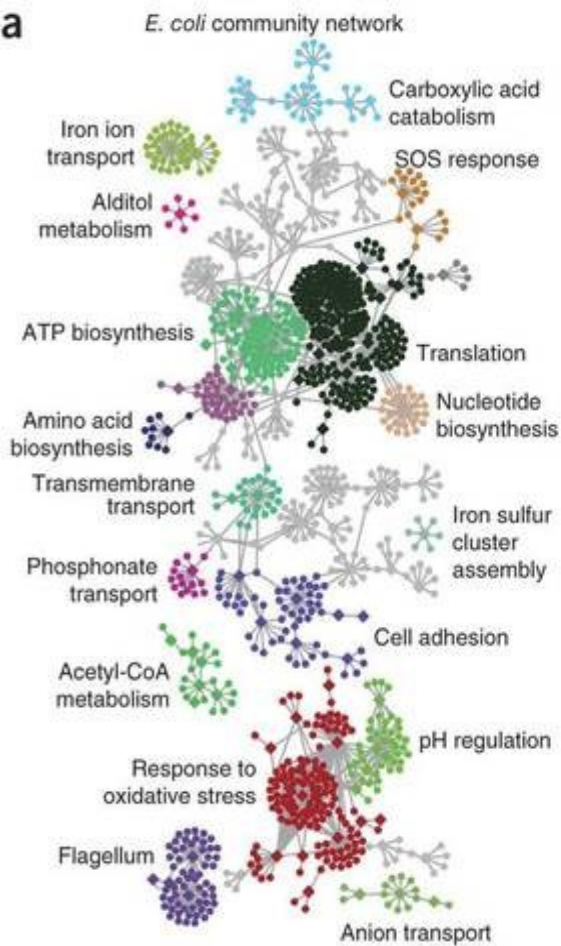 a
E. coli community network
Carboxylic acid
catabolism
Iron ion
transport
SOS response
Alditol
metabolism
ATP biosynthesis
Translation
Nucleotide
biosynthesis
Amino acid
biosynthesis
Transmembrane
transport
Iron sulfur
cluster
assembly
Phosphonate
transport
Cell adhesion
Acetyl-CoA
metabolism
pH regulation
Response to
oxidative stress
Flagellum
Anion transport